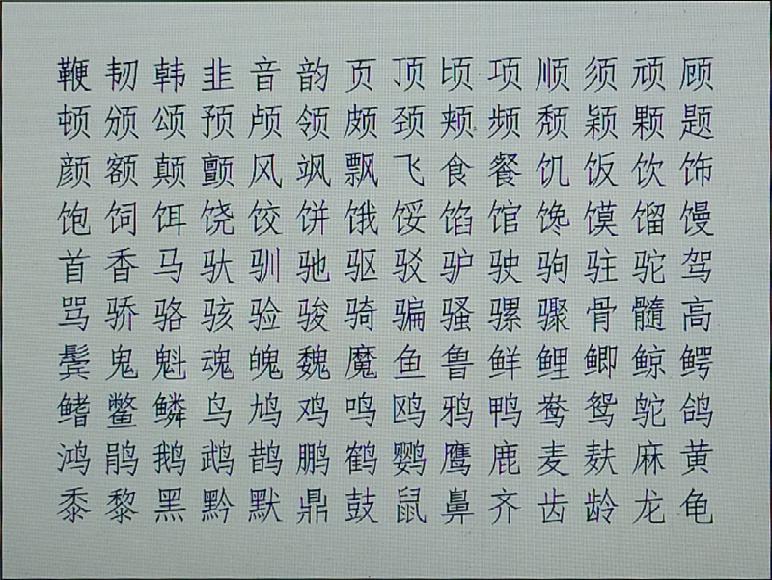 鞭韧韩韭音韵页顶顷项顺须顽顾
顿颁颂预颅领颇颈颊频颓颖颗题
颜额颠颤风飒飘飞食餐饥饭饮饰
饱饲饵饶饺饼饿馁馅馆馋馍馏馒
首香马驮驯驰驱驳驴驶驹驻驼驾
骂骄骆骇验骏骑骗骚骡骤骨髓高
鬓鬼魁魂魄魏魔鱼鲁鲜鲤鲫鲸鳄
鳍鳖鳞鸟鸠鸡鸣鸥鸦鸭鸯鸳鸵鸽
鸿鹃鹅鹉鹊鹏鹤鹦鹰鹿麦麸麻黄
黍黎黑黔默鼎鼓鼠鼻齐齿龄龙龟